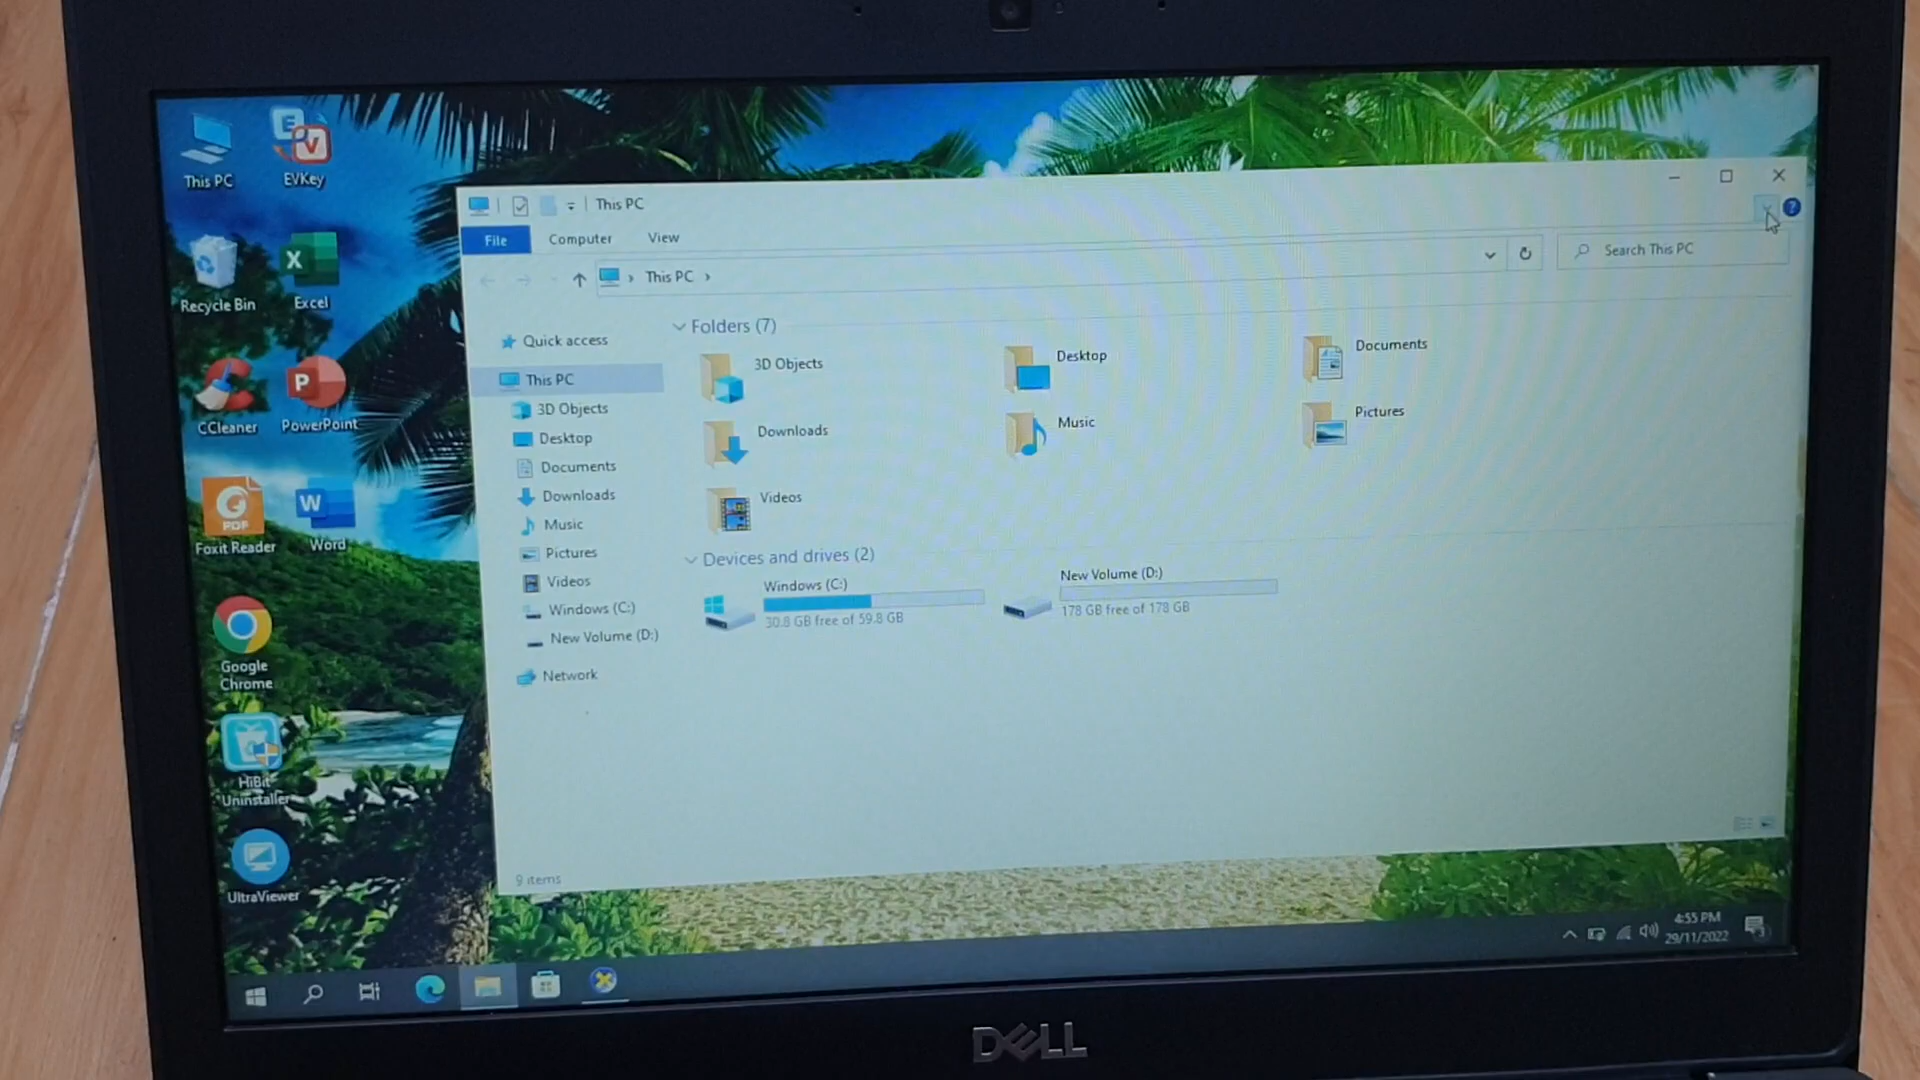 This PC
EVKey
Recycle Bin
Excel
CCleaner
PowerPoint
PDF
Foxit Reader
Word
Google
Chrome
HiBit
Uninstaller
UltraViewer
This PC
File
Computer
View
This PC
Search This PC
Quick access
This PC
3D Objects
Desktop
Documents
Downloads
Music
Pictures
Videos
Windows (C:)
New Volume (D:)
Network
Folders (7)
3D Objects
Desktop
Documents
Downloads
Music
Pictures
Videos
Devices and drives (2)
Windows (C:)
30.8 GB free of 59.8 GB
New Volume (D:)
178 GB free of 178 GB
9 items
4:55 PM
29/11/2022
DELL